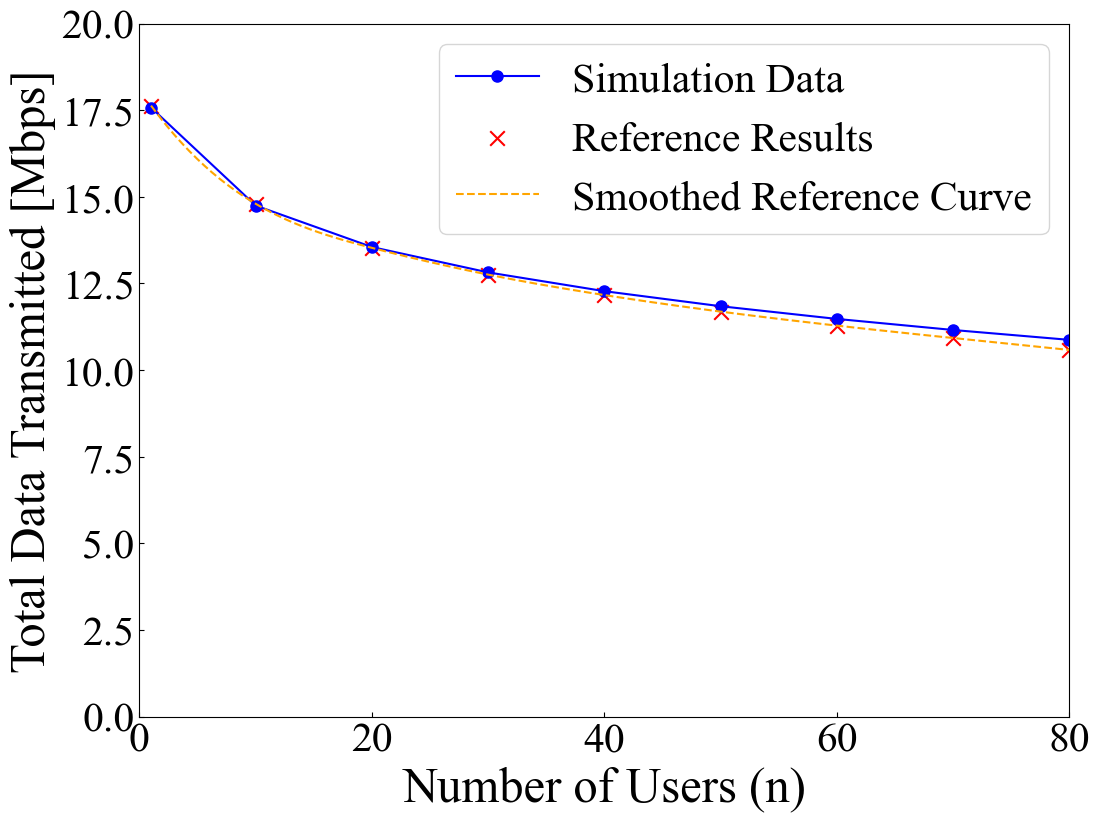 Total Data Transmitted [Mbps]
20.0
17.5
15.0
12.5
10.0
7.5
5.0
2.5
0.0
Simulation Data
Reference Results
Smoothed Reference Curve
0 20 40 60 80
Number of Users (n)